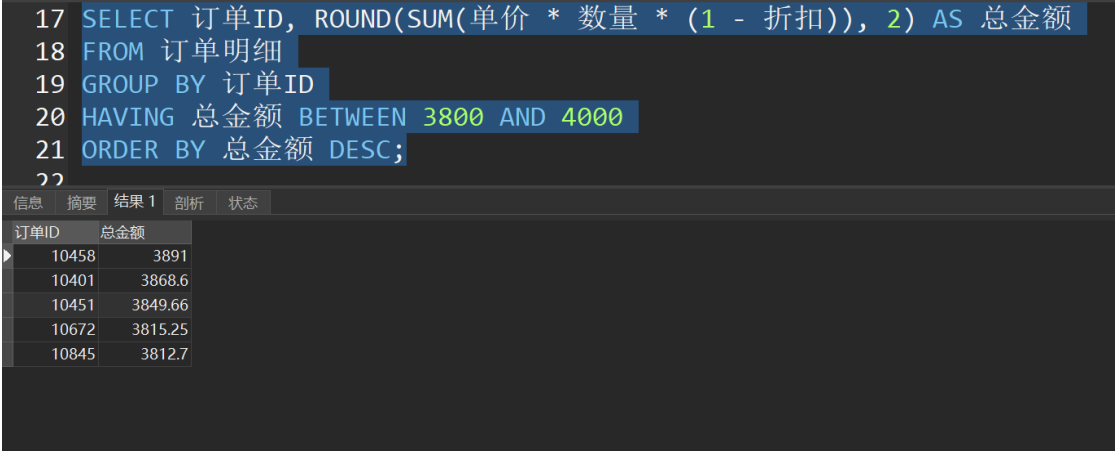 17 SELECT 订单ID, ROUND(SUM(单价 * 数量 * (1 - 折扣)), 2) AS 总金额
18 FROM 订单明细
19 GROUP BY 订单ID
20 HAVING 总金额 BETWEEN 3800 AND 4000
21 ORDER BY 总金额 DESC;
22
信息 摘要 结果 1 剖析 状态
订单ID 总金额
10458 3891
10401 3868.6
10451 3849.66
10672 3815.25
10845 3812.7